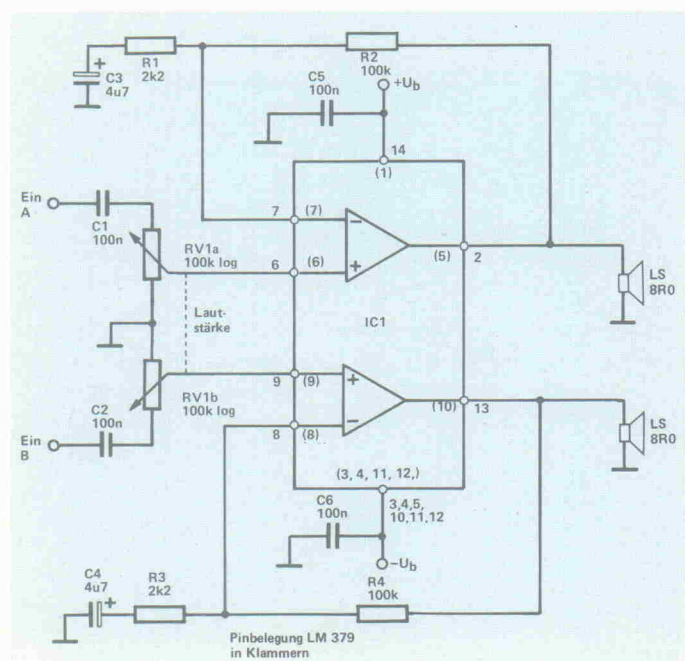 R1
2k2
R2
100k
C3
4u7
+
C5
100n
+Ub
14
(1)
Ein
A
C1
100n
RV1a
100k log
7
(7)
−
6
(6)
+
(5)
2
LS
8R0
Laut-
stärke
IC1
9
(9)
+
RV1b
100k log
(10)
13
8
(8)
−
C2
100n
Ein
B
LS
8R0
(3, 4, 11, 12,)
3,4,5,
10,11,12
C6
100n
−Ub
C4
4u7
+
R3
2k2
R4
100k
Pinbelegung LM 379
in Klammern